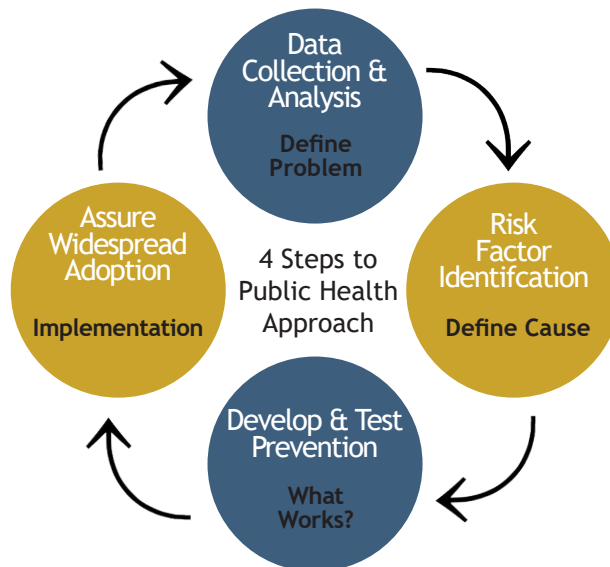 Data
Collection &
Analysis
Define
Problem
Assure
Widespread
Adoption
Implementation
4 Steps to
Public Health
Approach
Risk
Factor
Identifcation
Define Cause
Develop & Test
Prevention
What
Works?